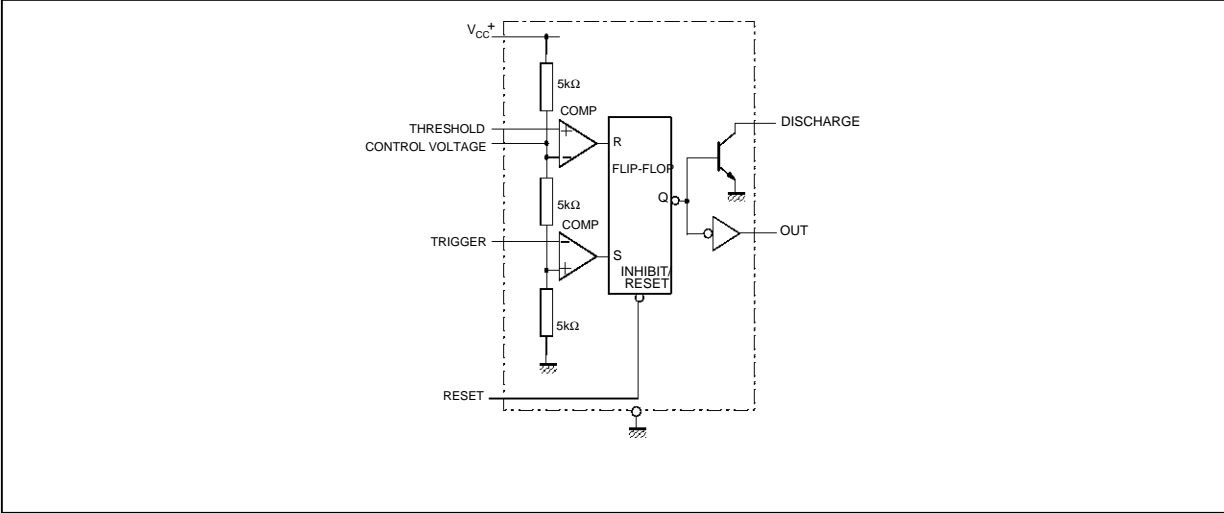 VCC+
5kΩ
COMP
THRESHOLD
+
DISCHARGE
CONTROL VOLTAGE
R
-
FLIP-FLOP
Q
5kΩ
COMP
TRIGGER
-
OUT
S
+
INHIBIT/
RESET
5kΩ
RESET